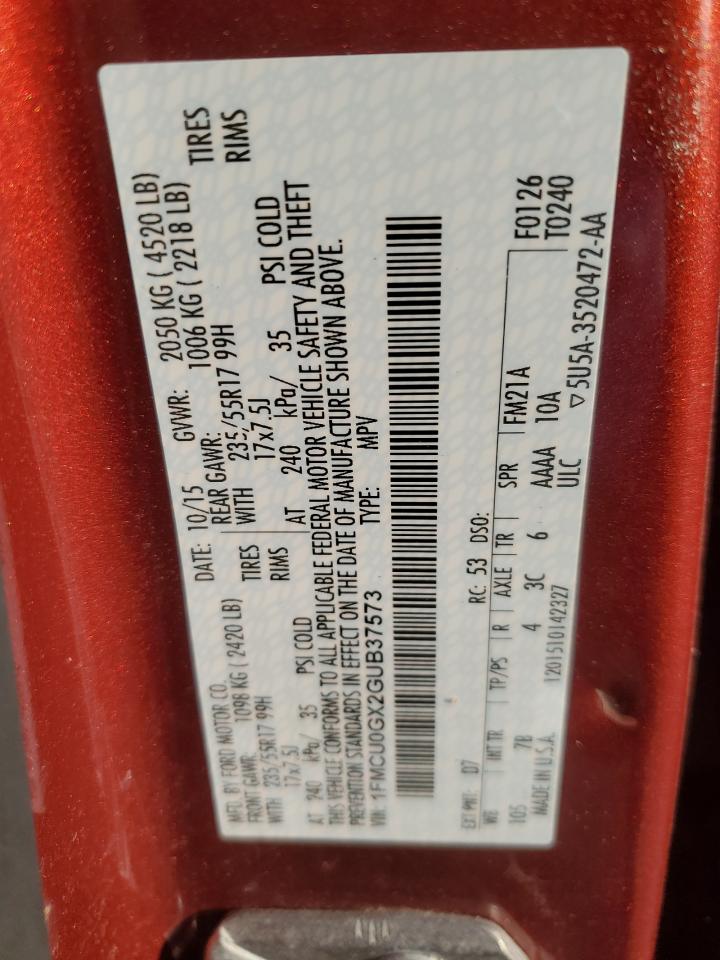 MFD. BY FORD MOTOR CO. DATE: 10/15 GVWR: 2050 KG ( 4520 LB)
FRONT GAWR: 1098 KG ( 2420 LB) REAR GAWR: 1006 KG ( 2218 LB)
WITH 235/55R17 99H TIRES WITH 235/55R17 99H TIRES
17x7.5J RIMS 17x7.5J RIMS
AT 240 kPa/ 35 PSI COLD AT 240 kPa/ 35 PSI COLD
THIS VEHICLE CONFORMS TO ALL APPLICABLE FEDERAL MOTOR VEHICLE SAFETY AND THEFT
PREVENTION STANDARDS IN EFFECT ON THE DATE OF MANUFACTURE SHOWN ABOVE.
VIN: 1FMCU0GX2GUB37573 TYPE: MPV
EXT PNT: D7 RC: 53 DSO: F0126
WB INT TR TP/PS R AXLE TR SPR FM21A T0240
105 7B 4 3C 6 AAAA 10A
MADE IN U.S.A. 1201510142327 ULC ▽5U5A-3520472-AA